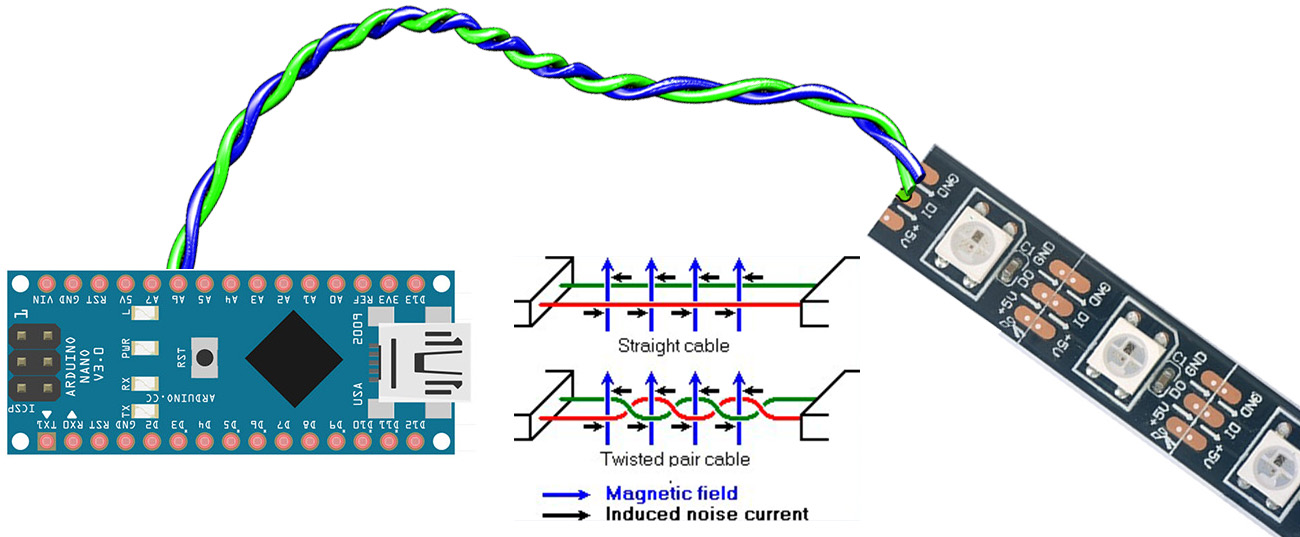 VIN GND RST 5V A7 A6 A5 A4 A3 A2 A1 A0 REF 3V3 D13
L
PWR
RX
TX
ARDUINO
NANO
V3.0
ICSP
RST
ARDUINO.CC
2009
USA
TX1 RX0 RST GND D2 D3 D4 D5 D6 D7 D8 D9 D10 D11 D12
Straight cable
Twisted pair cable
Magnetic field
Induced noise current
GND
DI
+5V
C1
GND
DO
+5V
GND
DI
+5V
C1
GND
DO
+5V
GND
DI
+5V